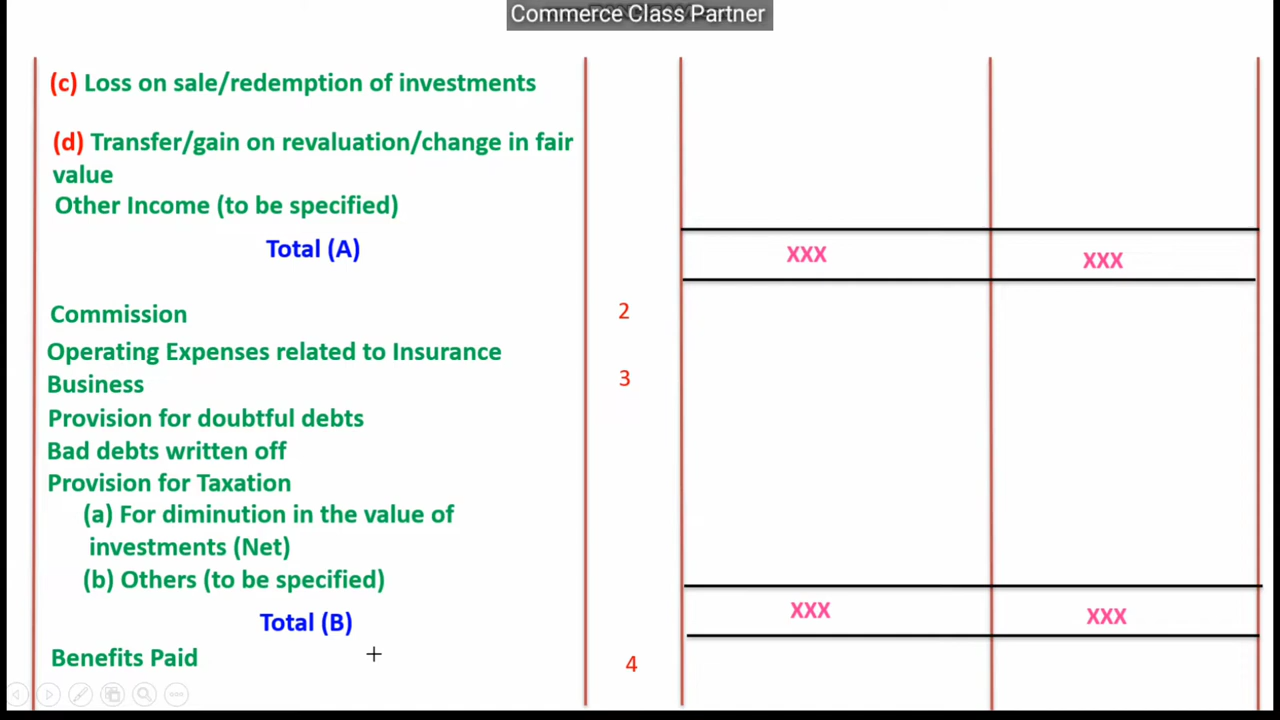 Commerce Class Partner
(c) Loss on sale/redemption of investments
(d) Transfer/gain on revaluation/change in fair
value
Other Income (to be specified)
Total (A) XXX XXX
Commission 2
Operating Expenses related to Insurance
Business 3
Provision for doubtful debts
Bad debts written off
Provision for Taxation
(a) For diminution in the value of
investments (Net)
(b) Others (to be specified)
Total (B) XXX XXX
Benefits Paid 4